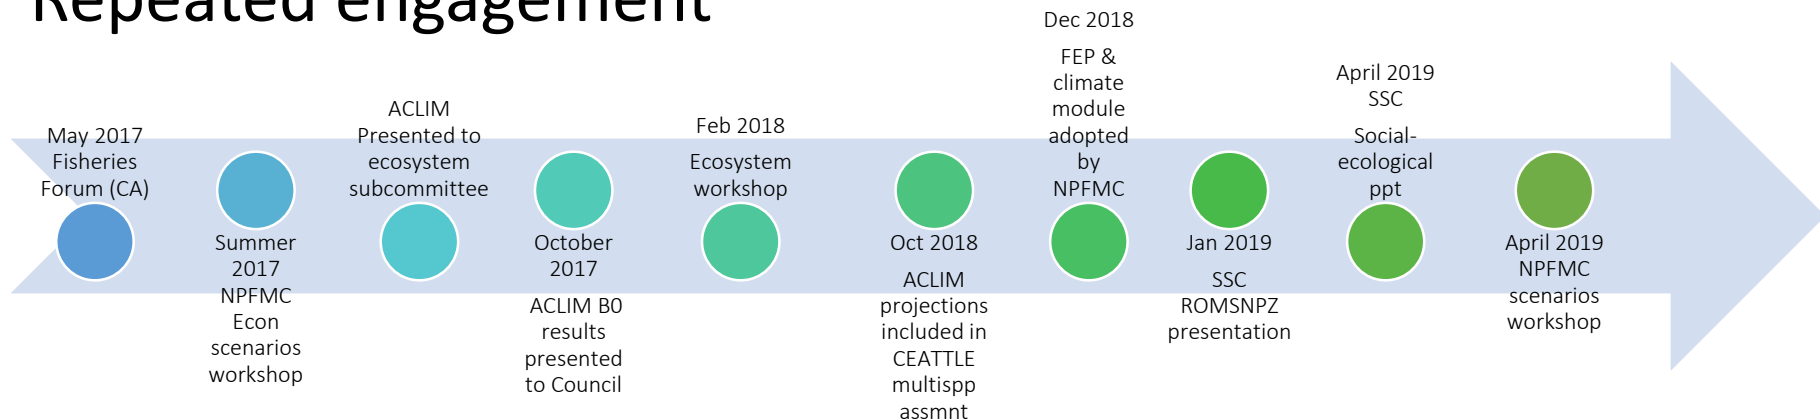 Repeated engagement
May 2017
Fisheries
Forum (CA)
Summer
2017
NPFMC
Econ
scenarios
workshop
ACLIM
Presented to
ecosystem
subcommittee
October
2017
ACLIM B0
results
presented
to Council
Feb 2018
Ecosystem
workshop
Oct 2018
ACLIM
projections
included in
CEATTLE
multispp
assmnt
Dec 2018
FEP &
climate
module
adopted
by
NPFMC
Jan 2019
SSC
ROMSNPZ
presentation
April 2019
SSC
Social-
ecological
ppt
April 2019
NPFMC
scenarios
workshop